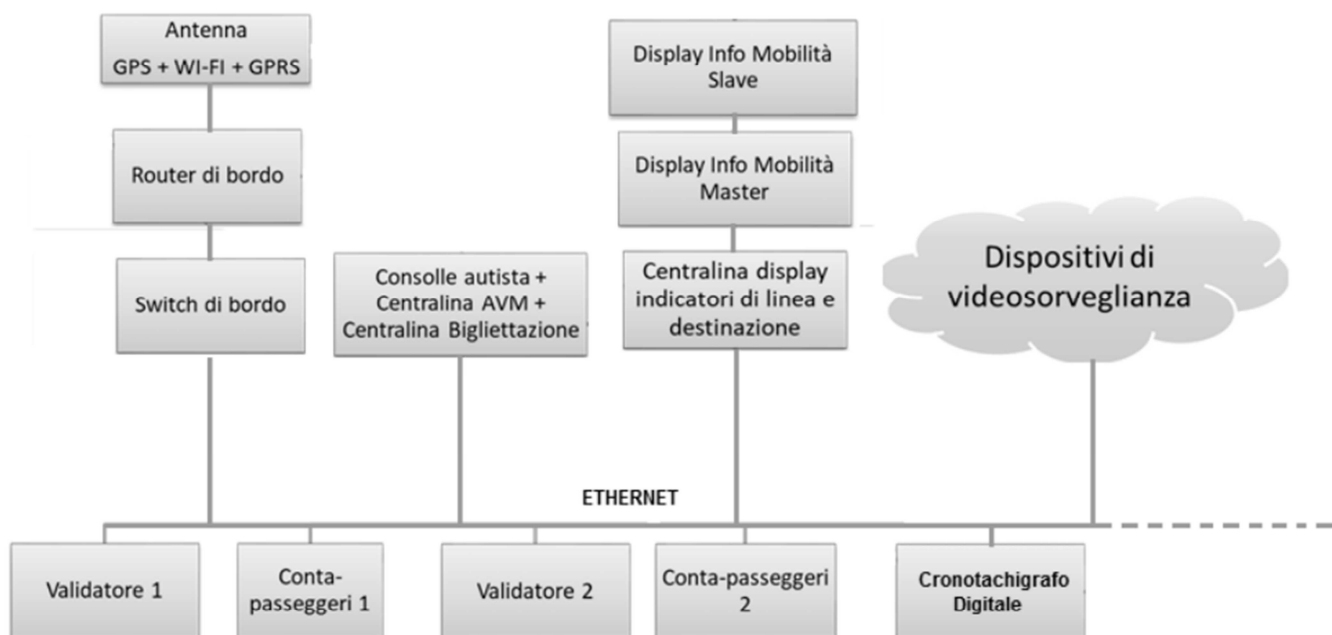 Antenna
GPS + WI-FI + GPRS
Display Info Mobilità
Slave
Router di bordo
Display Info Mobilità
Master
Switch di bordo
Consolle autista +
Centralina AVM +
Centralina Bigliettazione
Centralina display
indicatori di linea e
destinazione
Dispositivi di
videosorveglianza
ETHERNET
Validatore 1
Conta-
passeggeri 1
Validatore 2
Conta-passeggeri
2
Cronotachigrafo
Digitale